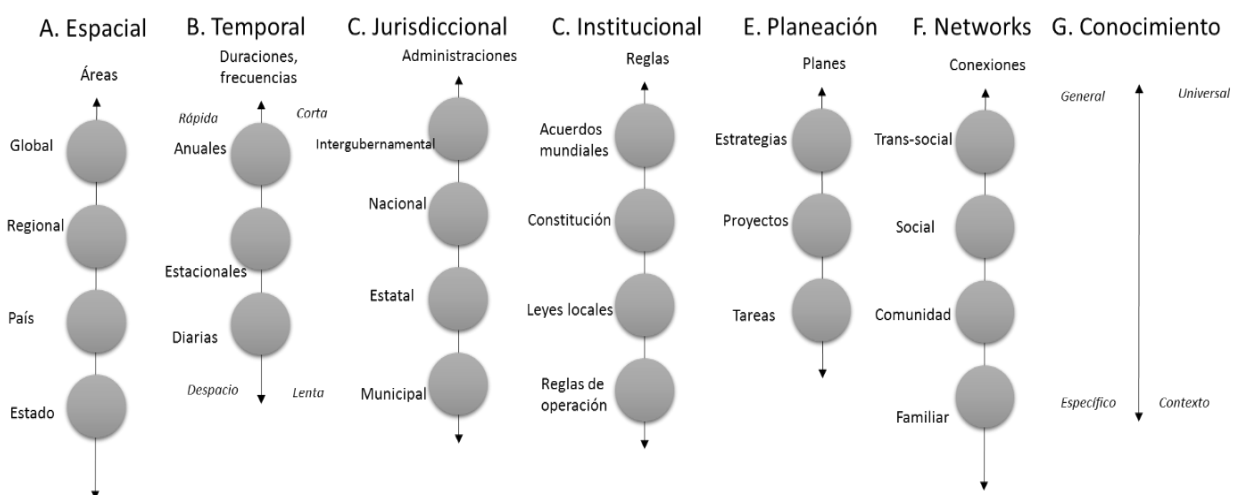 A. Espacial
Áreas
Global
Regional
País
Estado
B. Temporal
Duraciones,
frecuencias
Rápida
Corta
Anuales
Estacionales
Diarias
Despacio
Lenta
C. Jurisdiccional
Administraciones
Intergubernamental
Nacional
Estatal
Municipal
C. Institucional
Reglas
Acuerdos
mundiales
Constitución
Leyes locales
Reglas de
operación
E. Planeación
Planes
Estrategias
Proyectos
Tareas
F. Networks
Conexiones
Trans-social
Social
Comunidad
Familiar
G. Conocimiento
General
Universal
Específico
Contexto